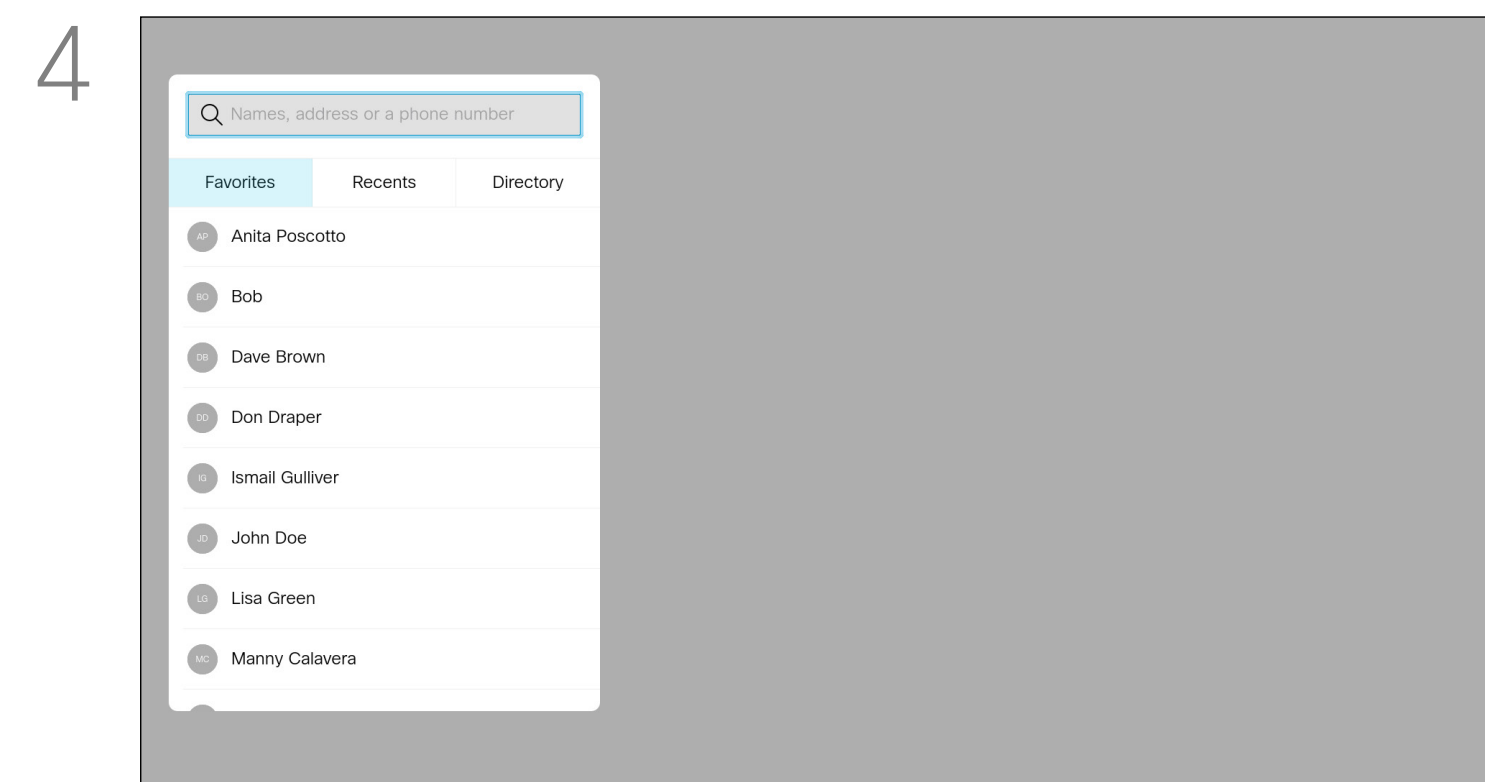 4
Names, address or a phone number
Favorites Recents Directory
AP Anita Poscotto
BO Bob
DB Dave Brown
DD Don Draper
IG Ismail Gulliver
JD John Doe
LG Lisa Green
MC Manny Calavera